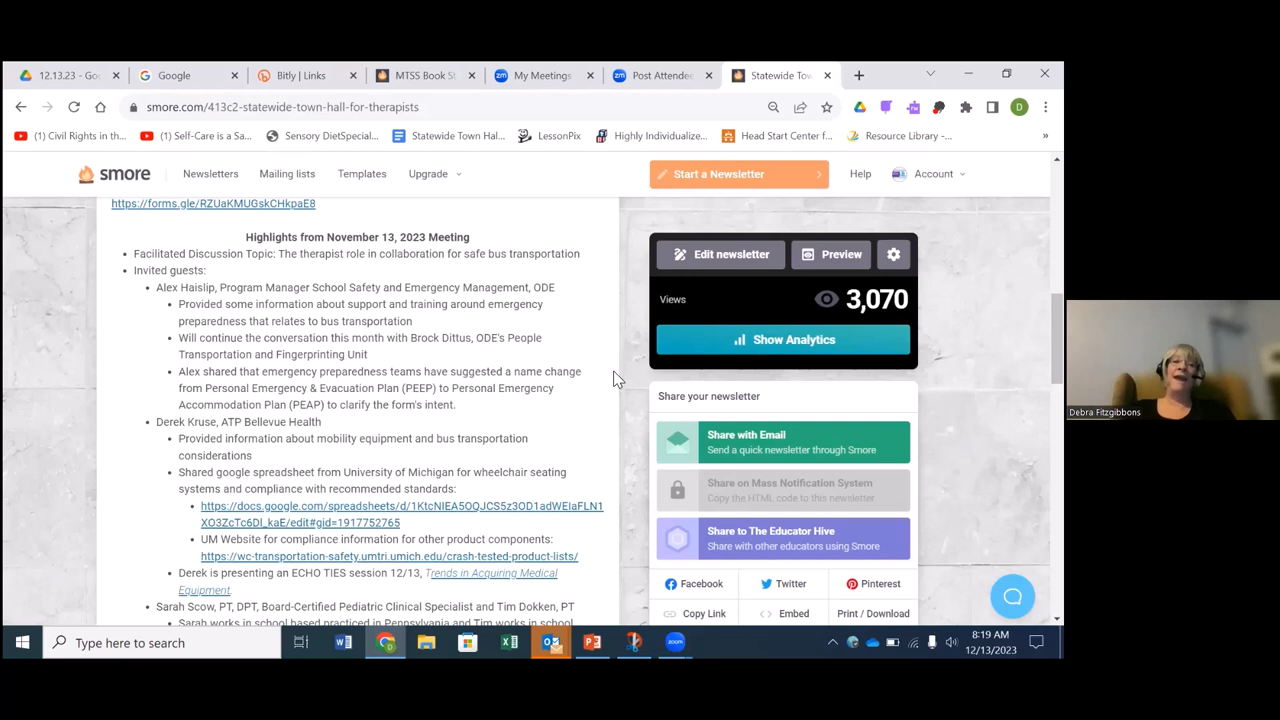 12.13.23 - Go
Google
Bitly | Links
MTSS Book St
My Meetings
Post Attende
Statewide Tow
smore.com/413c2-statewide-town-hall-for-therapists
D
(1) Civil Rights in th...
(1) Self-Care is a Sa...
Sensory DietSpecial...
Statewide Town Hal...
LessonPix
Highly Individualize...
Head Start Center f...
Resource Library -...
»
smore
Newsletters
Mailing lists
Templates
Upgrade
Start a Newsletter
Help
Account
https://forms.gle/RZUaKMUGskCHkpaE8
Highlights from November 13, 2023 Meeting
Facilitated Discussion Topic: The therapist role in collaboration for safe bus transportation
Invited guests:
Alex Haislip, Program Manager School Safety and Emergency Management, ODE
Provided some information about support and training around emergency
preparedness that relates to bus transportation
Will continue the conversation this month with Brock Dittus, ODE's People
Transportation and Fingerprinting Unit
Alex shared that emergency preparedness teams have suggested a name change
from Personal Emergency & Evacuation Plan (PEEP) to Personal Emergency
Accommodation Plan (PEAP) to clarify the form's intent.
Derek Kruse, ATP Bellevue Health
Provided information about mobility equipment and bus transportation
considerations
Shared google spreadsheet from University of Michigan for wheelchair seating
systems and compliance with recommended standards:
https://docs.google.com/spreadsheets/d/1KtcNIEA5OQJCS5z3OD1adWEIaFLN1
XO3ZcTc6DI_kaE/edit#gid=1917752765
UM Website for compliance information for other product components:
https://wc-transportation-safety.umtri.umich.edu/crash-tested-product-lists/
Derek is presenting an ECHO TIES session 12/13, Trends in Acquiring Medical
Equipment.
Sarah Scow, PT, DPT, Board-Certified Pediatric Clinical Specialist and Tim Dokken, PT
Sarah works in school based practiced in Pennsylvania and Tim works in school
Edit newsletter
Preview
Views
3,070
Show Analytics
Share your newsletter
Share with Email
Send a quick newsletter through Smore
Share on Mass Notification System
Copy the HTML code to this newsletter
Share to The Educator Hive
Share with other educators using Smore
Facebook
Twitter
Pinterest
Copy Link
Embed
Print / Download
Debra Fitzgibbons
Type here to search
zoom
8:19 AM
12/13/2023